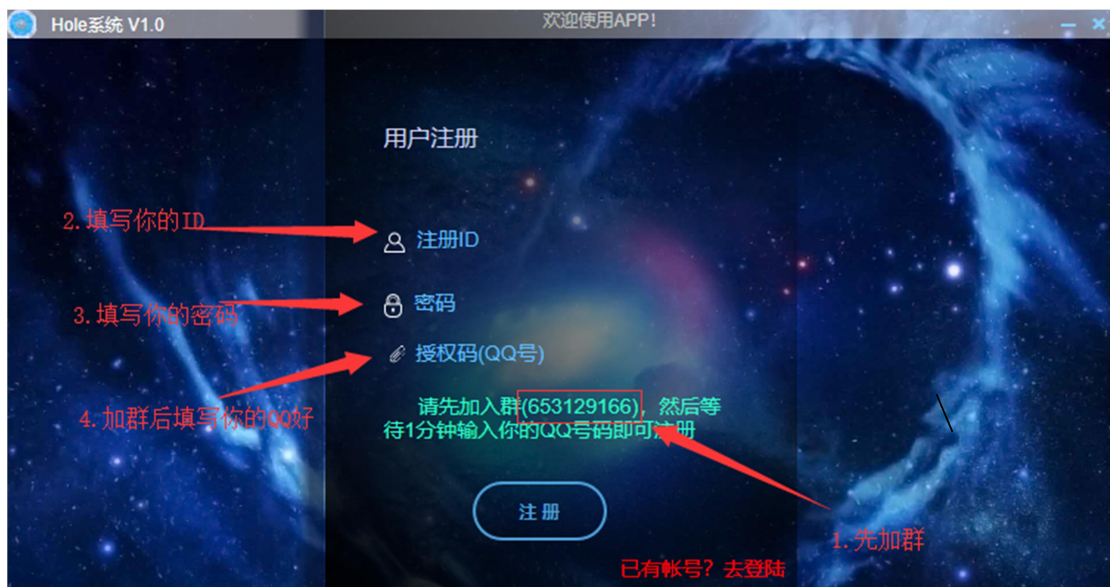 Hole系统 V1.0
欢迎使用APP!
用户注册
2.填写你的ID
注册ID
3.填写你的密码
密码
授权码(QQ号)
4.加群后填写你的QQ好
请先加入群(653129166)，然后等
待1分钟输入你的QQ号码即可注册
注册
1.先加群
已有帐号？去登陆